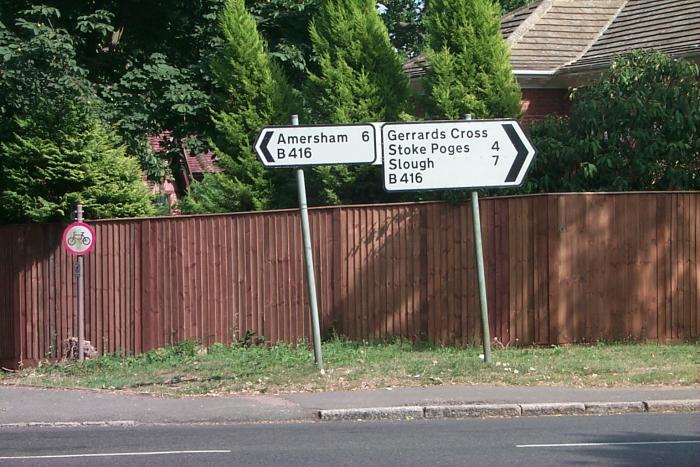 Amersham 6
B 416
Gerrards Cross
Stoke Poges 4
Slough 7
B 416